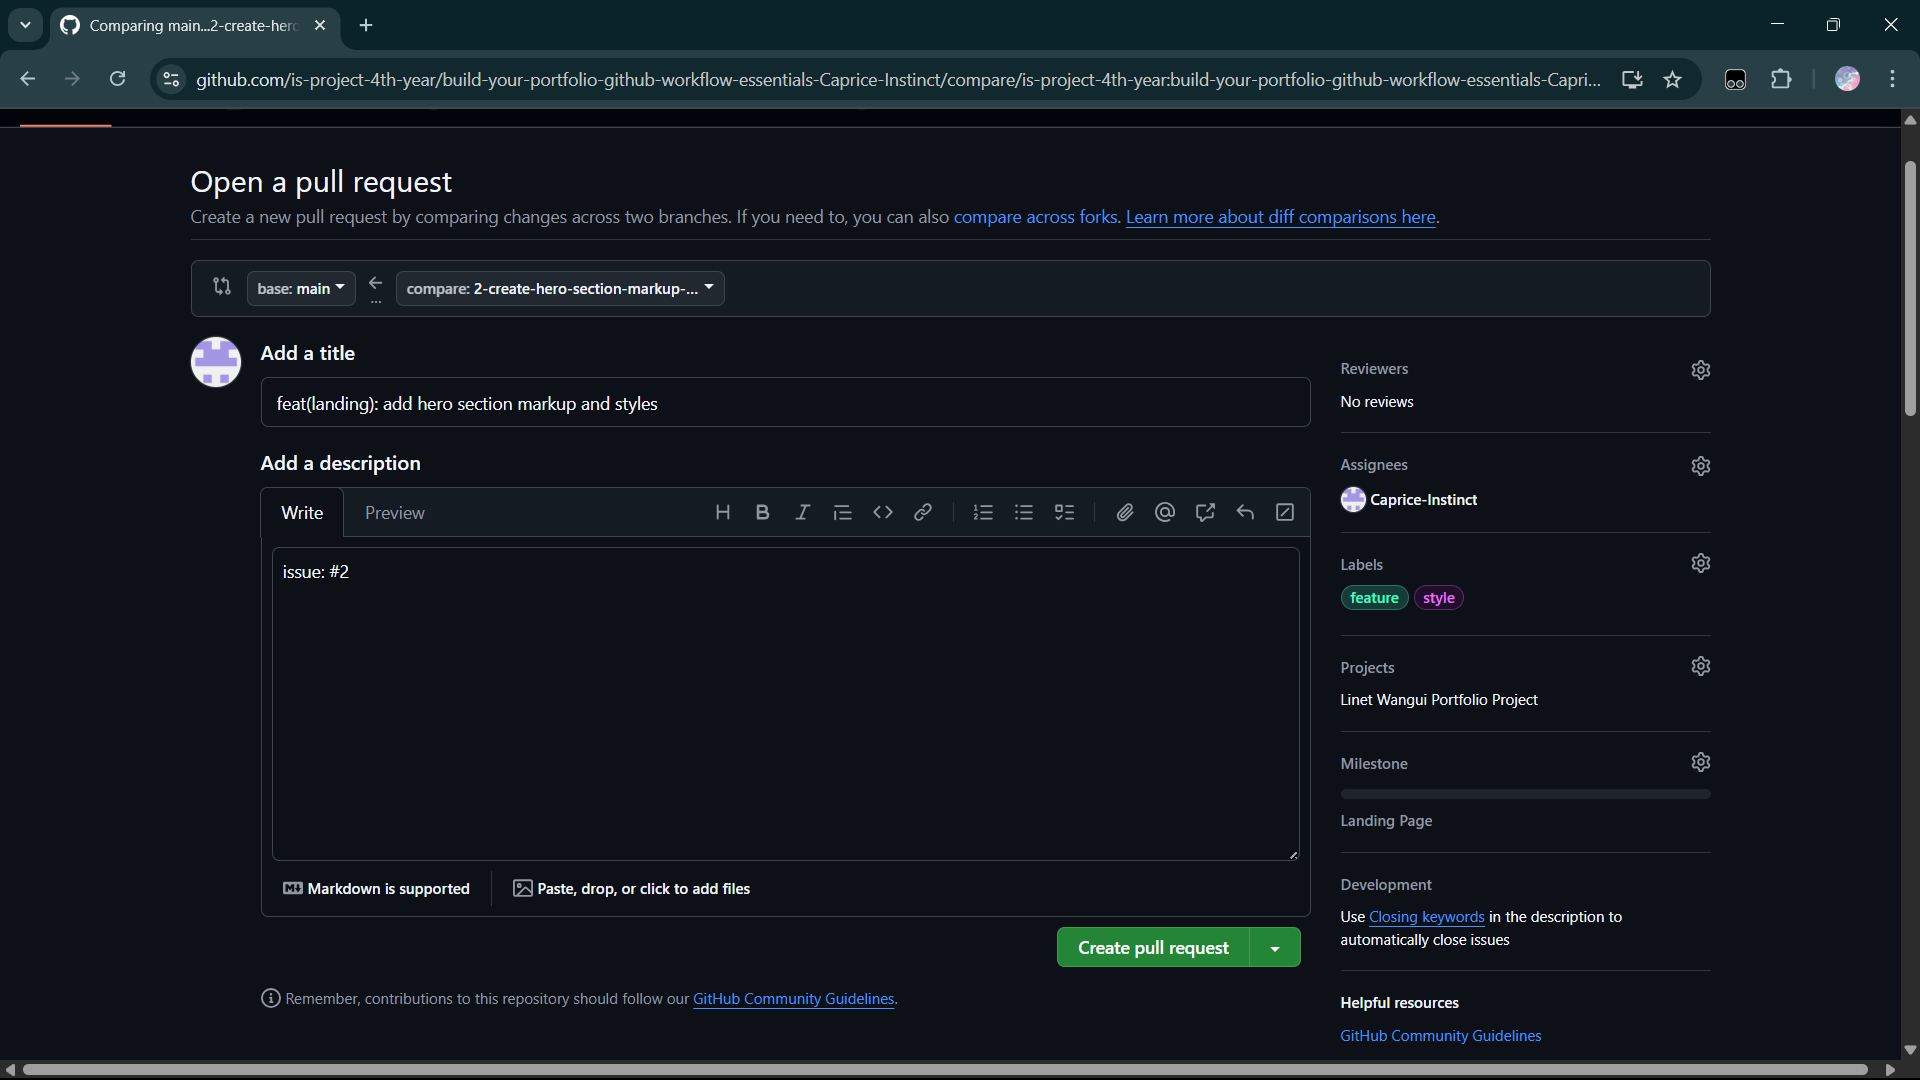 Comparing main...2-create-hero
github.com/is-project-4th-year/build-your-portfolio-github-workflow-essentials-Caprice-Instinct/compare/is-project-4th-year:build-your-portfolio-github-workflow-essentials-Capri...
Open a pull request
Create a new pull request by comparing changes across two branches. If you need to, you can also compare across forks. Learn more about diff comparisons here.
base: main
...
compare: 2-create-hero-section-markup-...
Add a title
feat(landing): add hero section markup and styles
Add a description
Write
Preview
issue: #2
Markdown is supported
Paste, drop, or click to add files
Create pull request
Remember, contributions to this repository should follow our GitHub Community Guidelines.
Reviewers
No reviews
Assignees
Caprice-Instinct
Labels
feature style
Projects
Linet Wangui Portfolio Project
Milestone
Landing Page
Development
Use Closing keywords in the description to
automatically close issues
Helpful resources
GitHub Community Guidelines